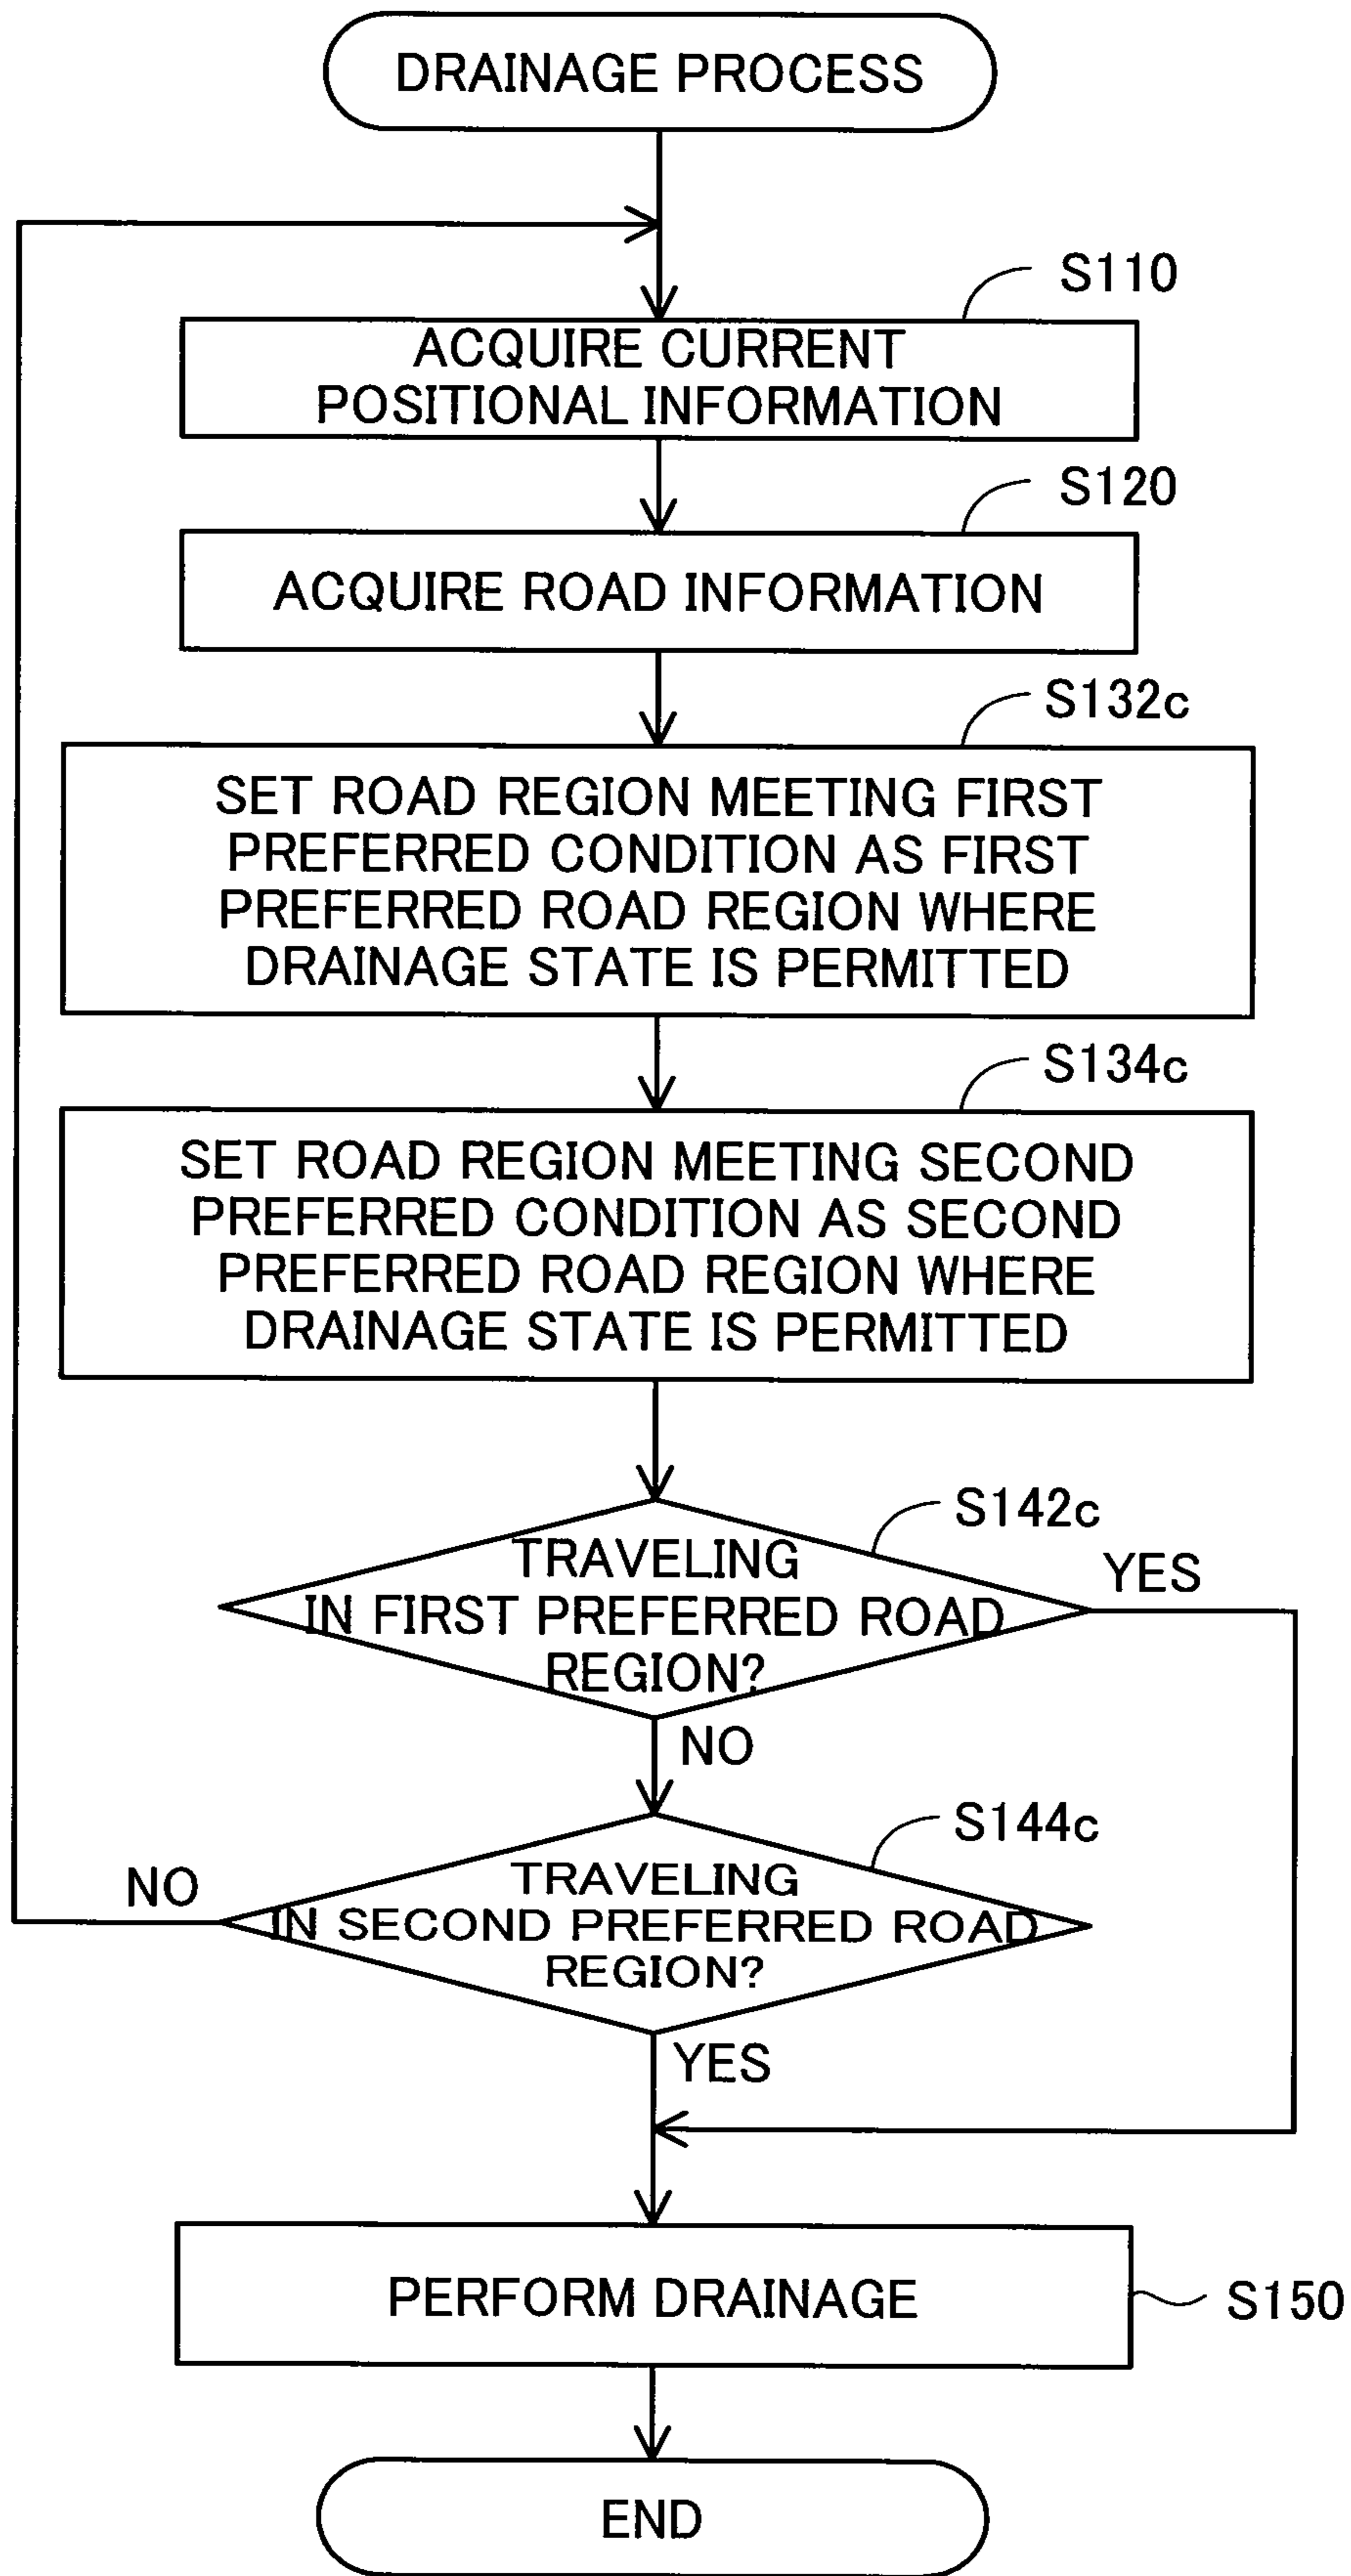 DRAINAGE PROCESS
S110
ACQUIRE CURRENT
POSITIONAL INFORMATION
S120
ACQUIRE ROAD INFORMATION
S132c
SET ROAD REGION MEETING FIRST
PREFERRED CONDITION AS FIRST
PREFERRED ROAD REGION WHERE
DRAINAGE STATE IS PERMITTED
S134c
SET ROAD REGION MEETING SECOND
PREFERRED CONDITION AS SECOND
PREFERRED ROAD REGION WHERE
DRAINAGE STATE IS PERMITTED
S142c
TRAVELING
IN FIRST PREFERRED ROAD
REGION?
YES
NO
S144c
TRAVELING
IN SECOND PREFERRED ROAD
REGION?
NO
YES
PERFORM DRAINAGE
S150
END